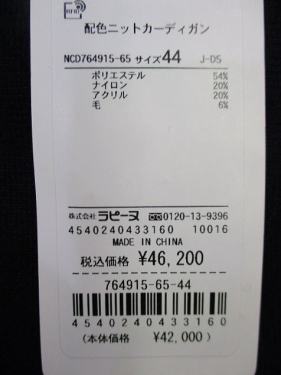 配色ニットカーディガン
NCD764915-65 サイズ44 J-DS
ポリエステル 54%
ナイロン 20%
アクリル 20%
毛 6%
株式会社ラピーヌ 0120-13-9396
4540240433160 10016
MADE IN CHINA
税込価格 ¥46,200
764915-65-44
4540240433160
(本体価格 ¥42,000)